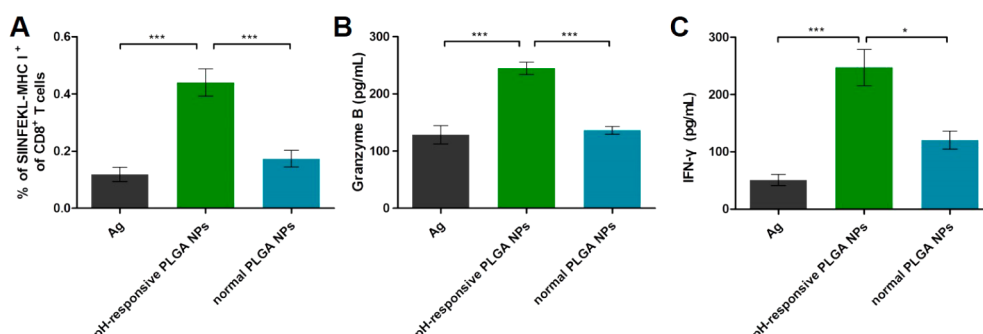 A
% of SIINFEKL-MHC I⁺
of CD8⁺ T cells
0.6
0.4
0.2
0.0
***
***
Ag
pH-responsive PLGA NPs
normal PLGA NPs
B
Granzyme B (pg/mL)
300
200
100
0
***
***
Ag
pH-responsive PLGA NPs
normal PLGA NPs
C
IFN-γ (pg/mL)
300
200
100
0
***
*
Ag
pH-responsive PLGA NPs
normal PLGA NPs